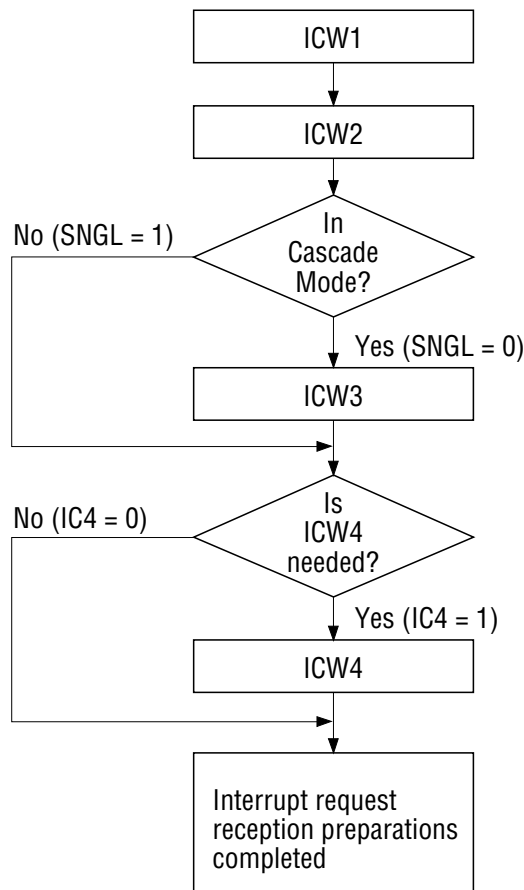 ICW1
ICW2
In
Cascade
Mode?
No (SNGL = 1)
Yes (SNGL = 0)
ICW3
Is
ICW4
needed?
No (IC4 = 0)
Yes (IC4 = 1)
ICW4
Interrupt request
reception preparations
completed